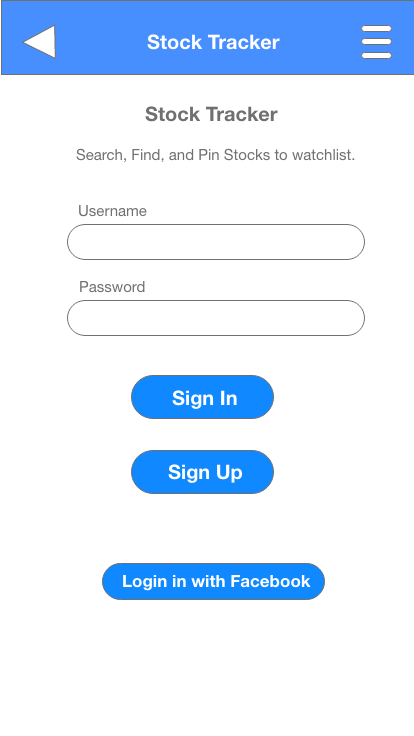 Stock Tracker
Stock Tracker
Search, Find, and Pin Stocks to watchlist.
Username
Password
Sign In
Sign Up
Login in with Facebook